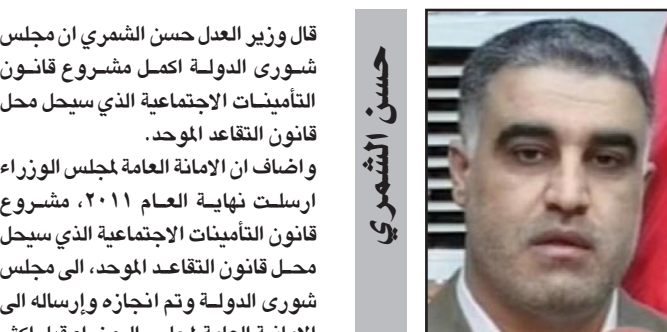 حسن الشمري
قال وزير العدل حسن الشمري ان مجلس
شورى الدولة اكمل مشروع قانون
التأمينات الاجتماعية الذي سيحل محل
قانون التقاعد الموحد.
و اضاف ان الامانة العامة لمجلس الوزراء
ارسلت نهاية العام ٢٠١١، مشروع
قانون التأمينات الاجتماعية الذي سيحل
محل قانون التقاعد الموحد، الى مجلس
شورى الدولة وتم انجازه وإرساله الى